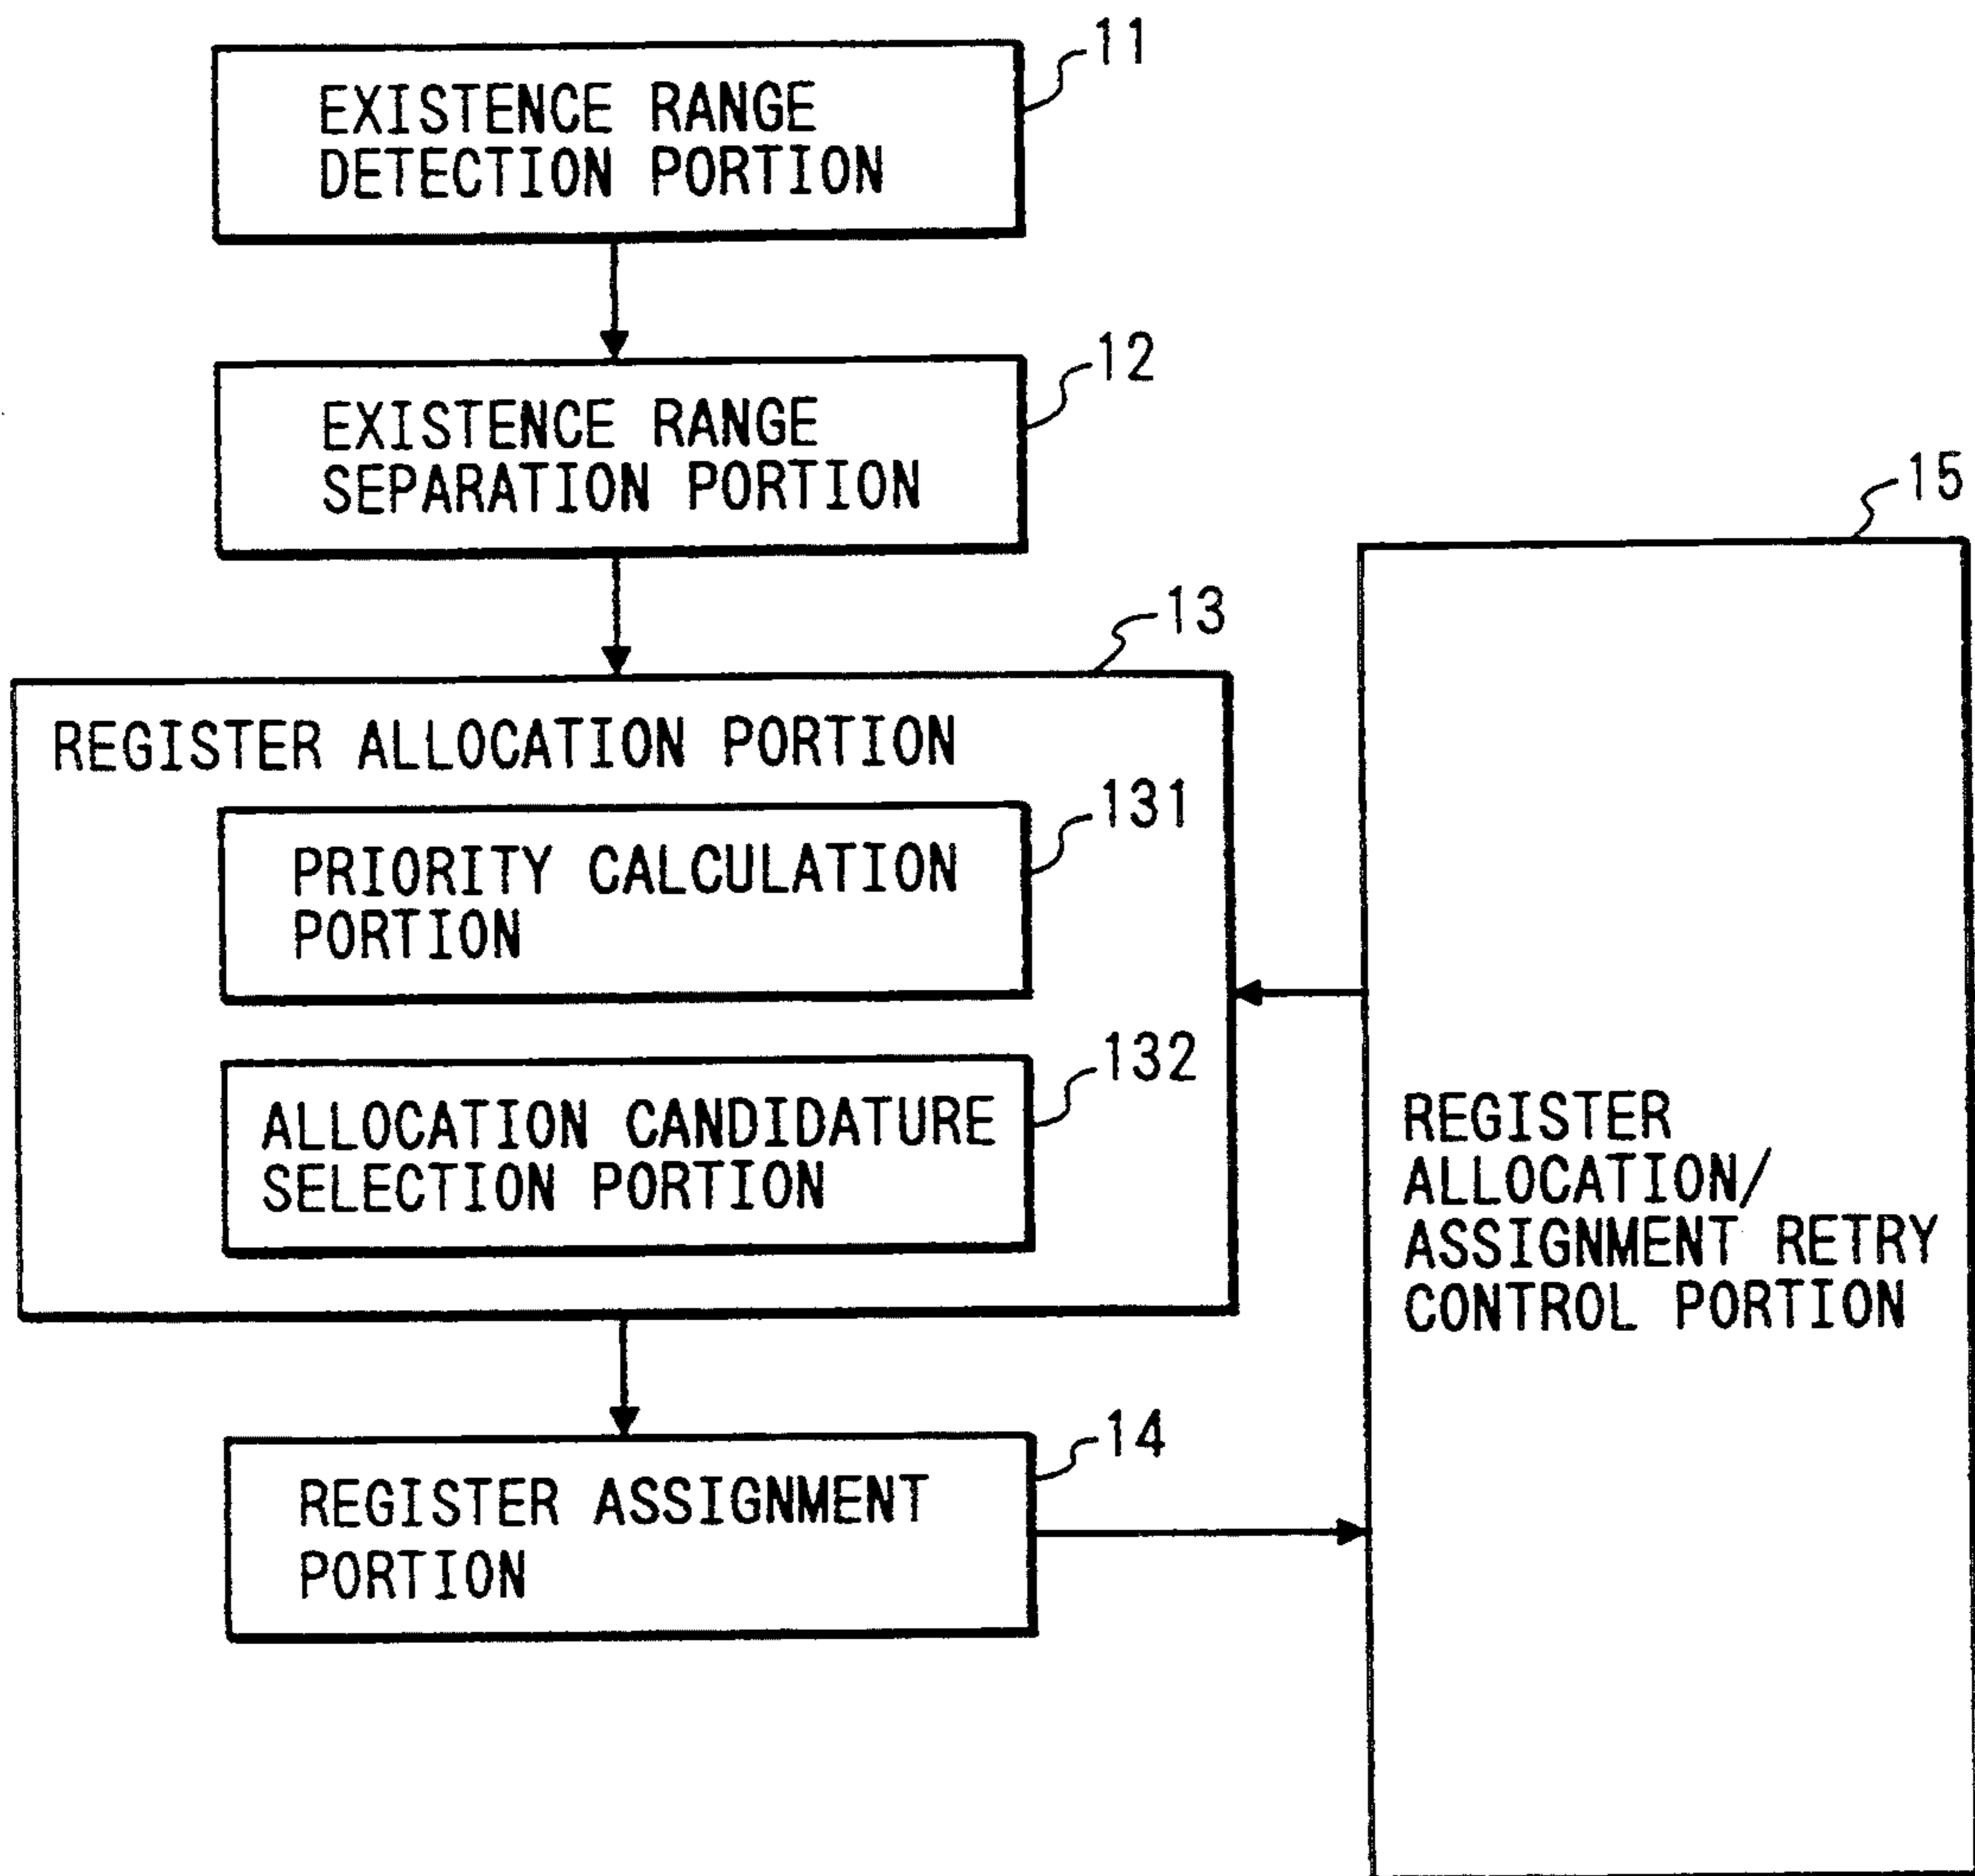 11
EXISTENCE RANGE
DETECTION PORTION
12
EXISTENCE RANGE
SEPARATION PORTION
15
13
REGISTER ALLOCATION PORTION
131
PRIORITY CALCULATION
PORTION
132
ALLOCATION CANDIDATURE
SELECTION PORTION
REGISTER
ALLOCATION/
ASSIGNMENT RETRY
CONTROL PORTION
14
REGISTER ASSIGNMENT
PORTION